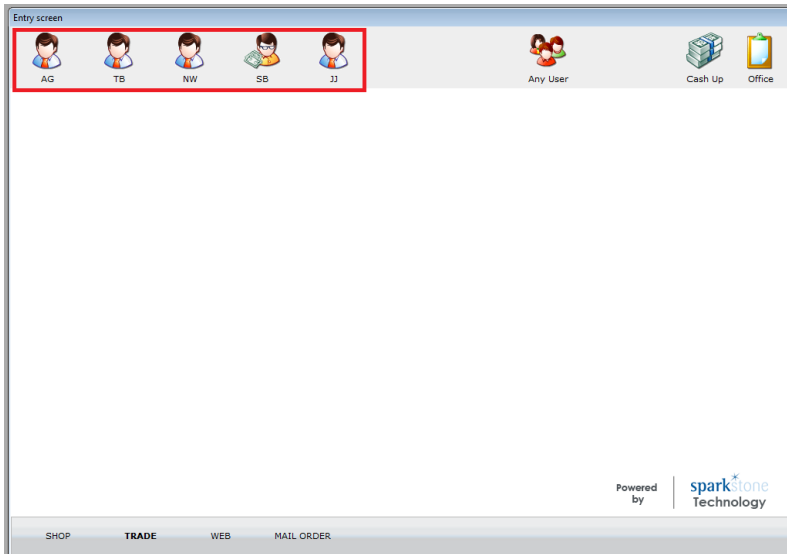 Entry screen
AG TB NW SB JJ Any User Cash Up Office
Powered by
sparkstone
Technology
SHOP TRADE WEB MAIL ORDER